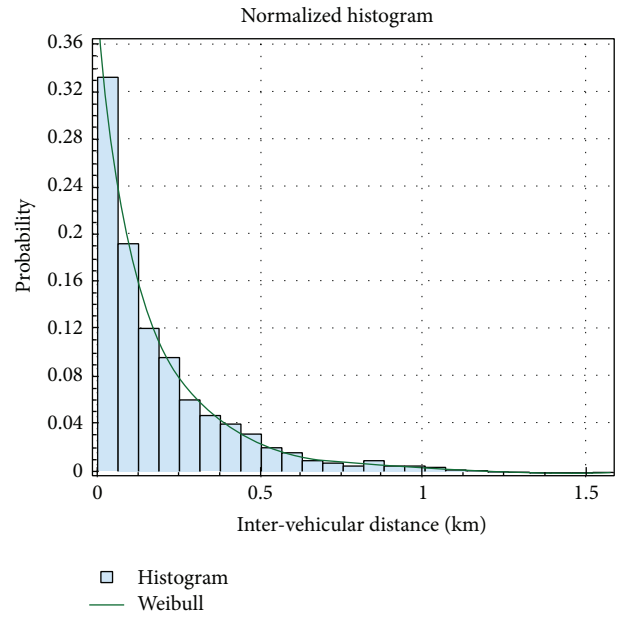 Normalized histogram
Probability
0.36
0.32
0.28
0.24
0.2
0.16
0.12
0.08
0.04
0
0 0.5 1 1.5
Inter-vehicular distance (km)
Histogram
Weibull